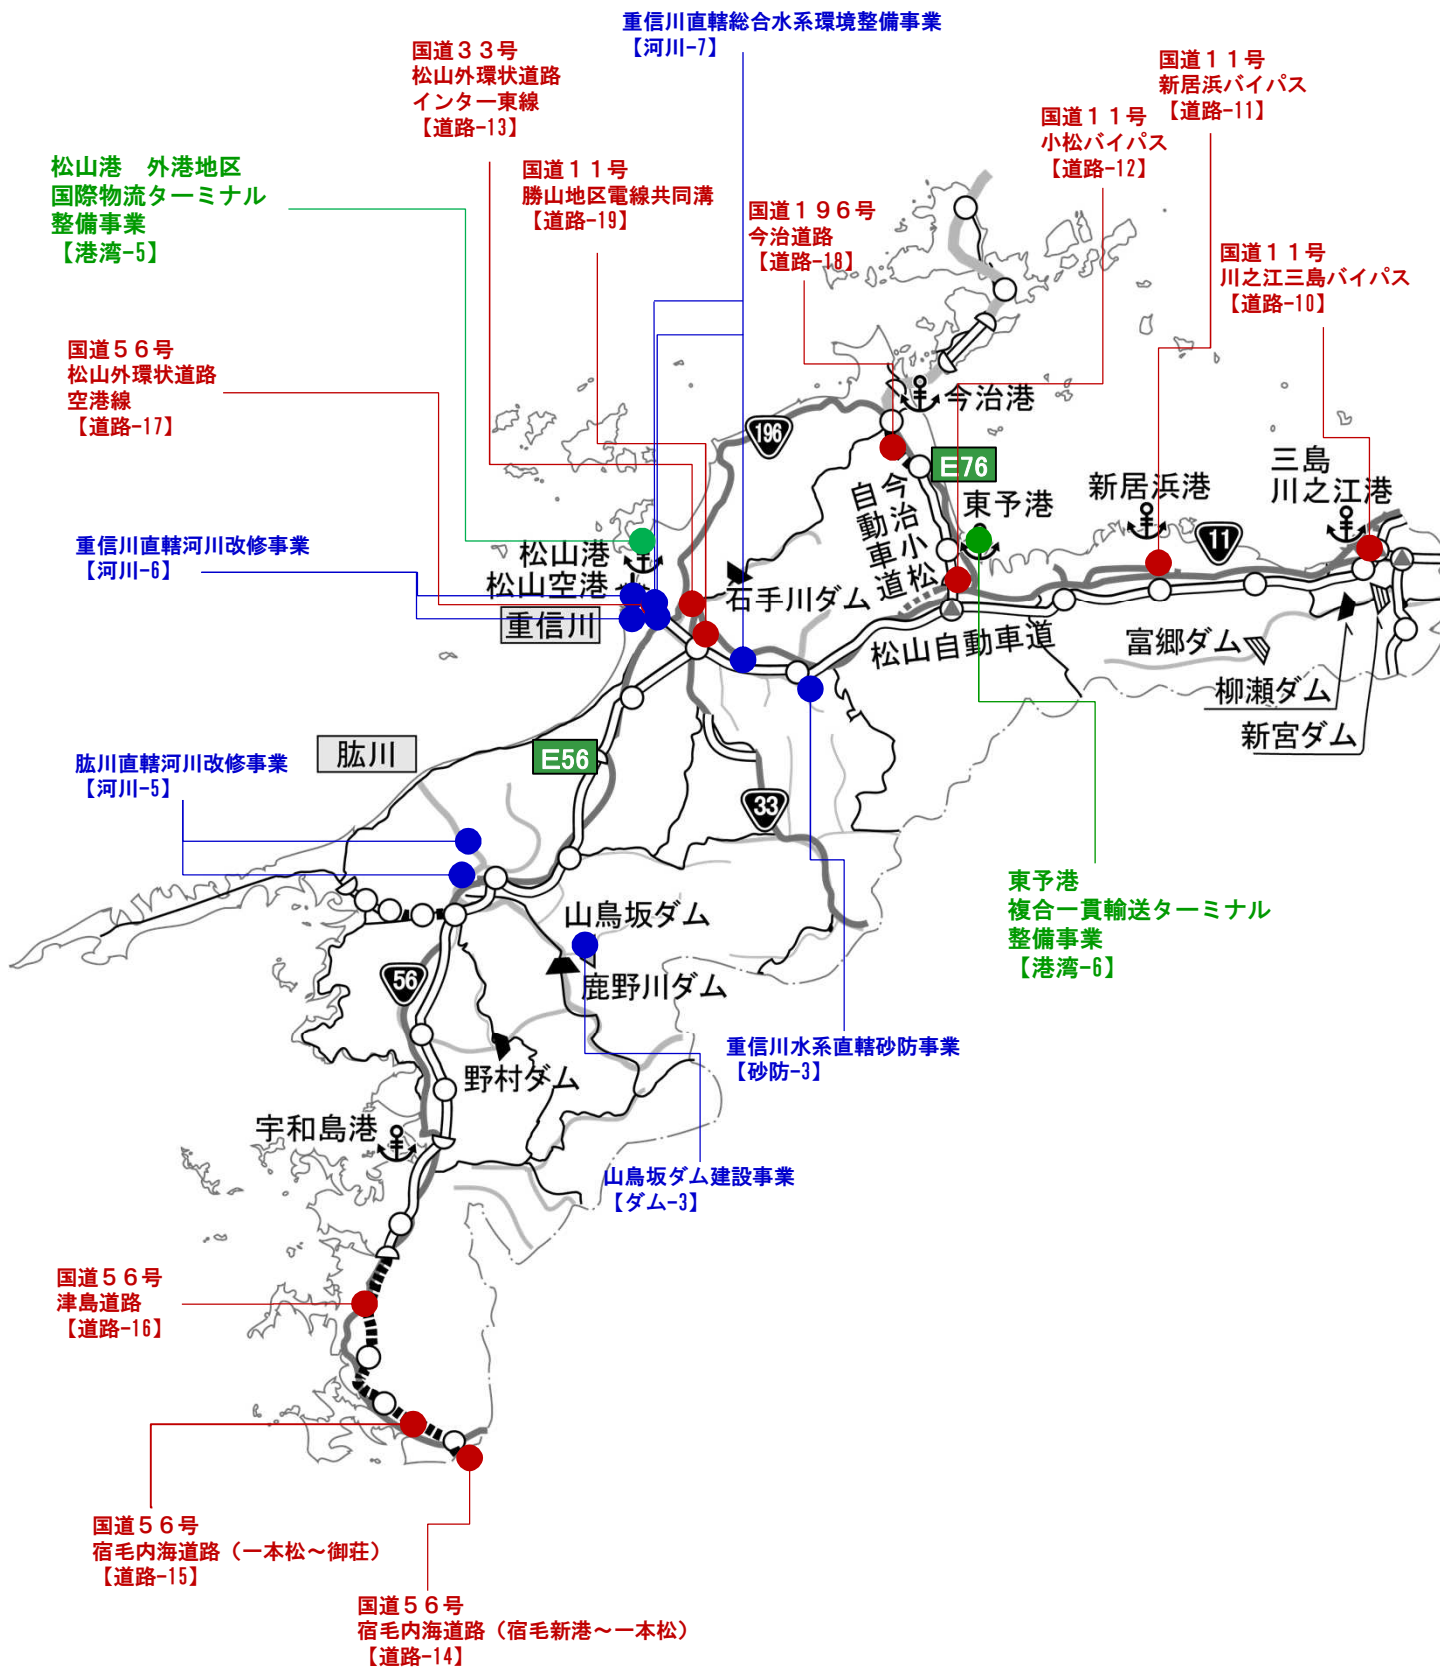 重信川直轄総合水系環境整備事業
【河川-7】
国道３３号
松山外環状道路
インター東線
【道路-13】
国道１１号
新居浜バイパス
【道路-11】
国道１１号
小松バイパス
【道路-12】
松山港　外港地区
国際物流ターミナル
整備事業
【港湾-5】
国道１１号
勝山地区電線共同溝
【道路-19】
国道１９６号
今治道路
【道路-18】
国道１１号
川之江三島バイパス
【道路-10】
国道５６号
松山外環状道路
空港線
【道路-17】
今治港
196
E76
今治小松
自動車道
東予港
新居浜港
11
三島
川之江港
重信川直轄河川改修事業
【河川-6】
松山港
松山空港
重信川
石手川ダム
松山自動車道
富郷ダム
柳瀬ダム
新宮ダム
肱川
E56
33
肱川直轄河川改修事業
【河川-5】
東予港
複合一貫輸送ターミナル
整備事業
【港湾-6】
山鳥坂ダム
56
鹿野川ダム
重信川水系直轄砂防事業
【砂防-3】
野村ダム
宇和島港
山鳥坂ダム建設事業
【ダム-3】
国道５６号
津島道路
【道路-16】
国道５６号
宿毛内海道路（一本松～御荘）
【道路-15】
国道５６号
宿毛内海道路（宿毛新港～一本松）
【道路-14】